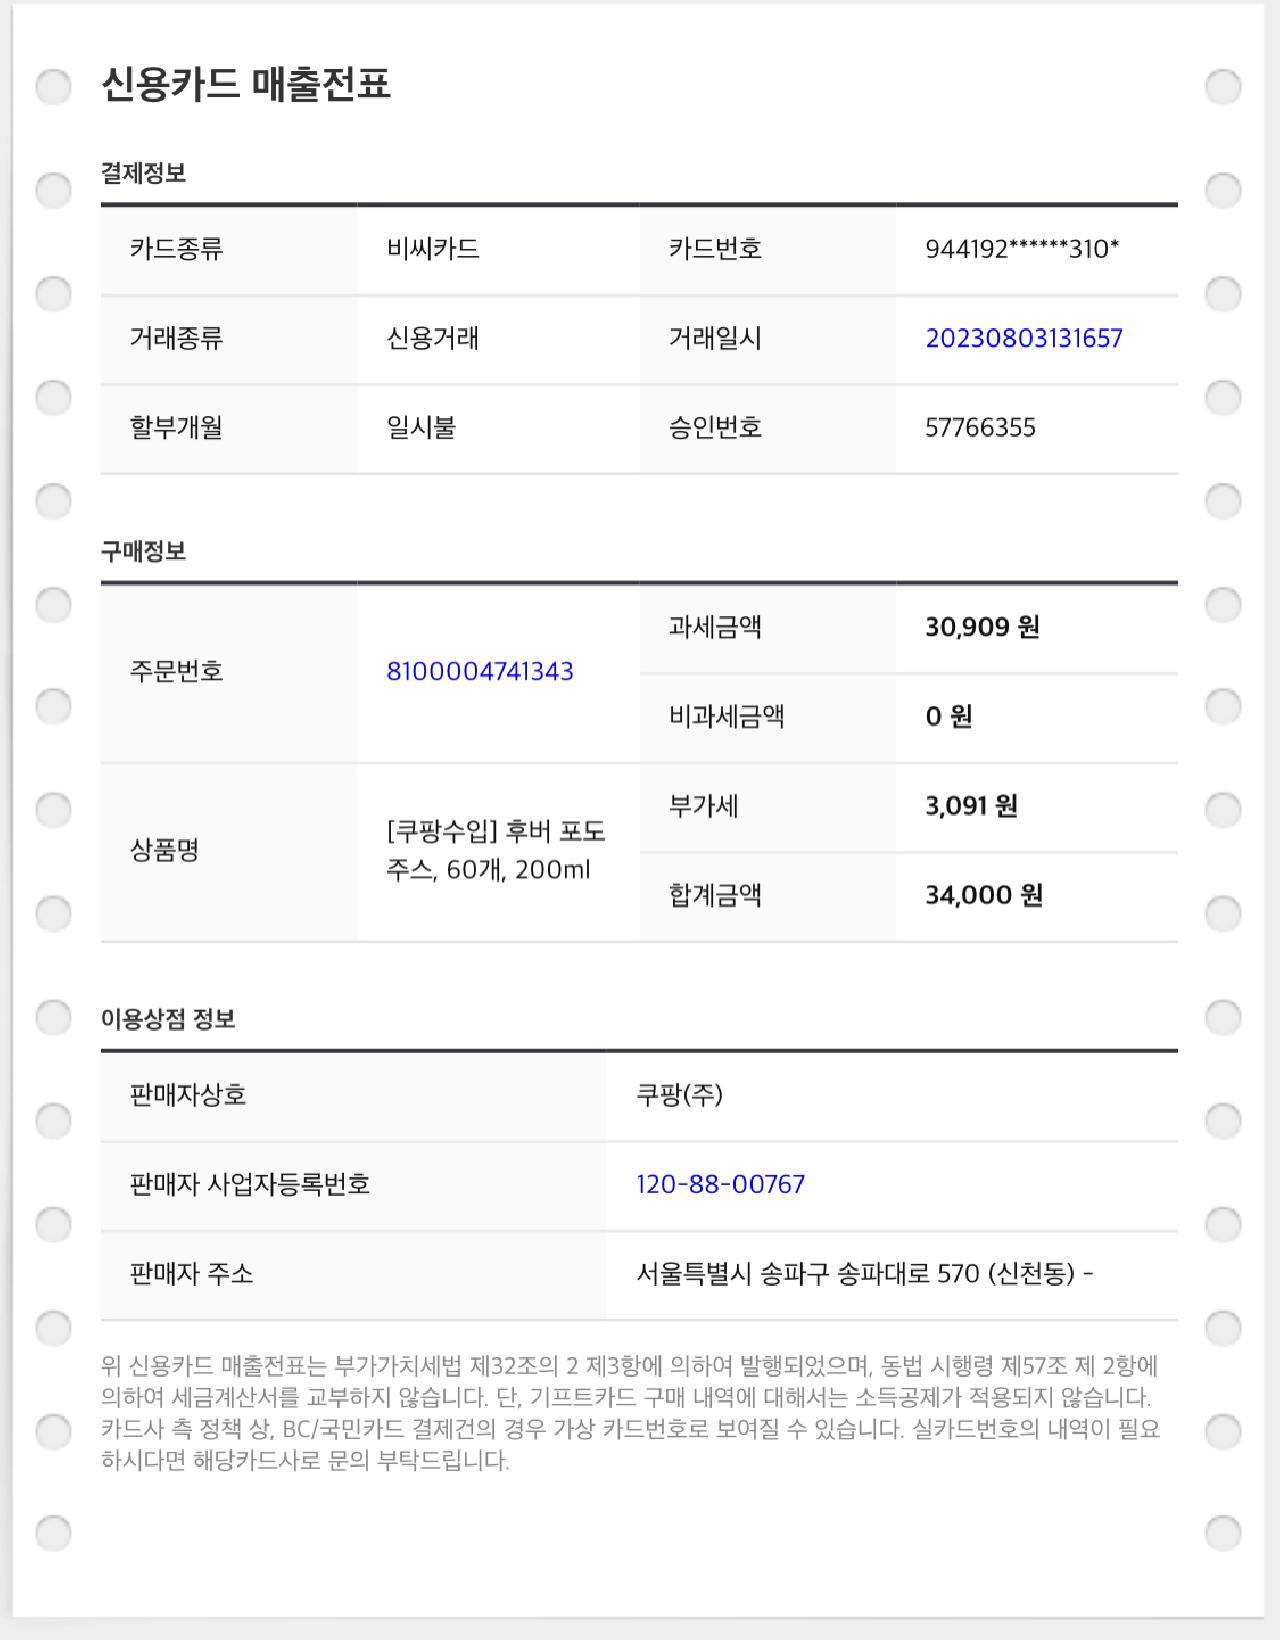 신용카드 매출전표
결제정보
카드종류 비씨카드 카드번호 944192******310*
거래종류 신용거래 거래일시 20230803131657
할부개월 일시불 승인번호 57766355
구매정보
주문번호 8100004741343 과세금액 30,909 원
비과세금액 0 원
상품명 [쿠팡수입] 후버 포도 부가세 3,091 원
주스, 60개, 200ml 합계금액 34,000 원
이용상점 정보
판매자상호 쿠팡(주)
판매자 사업자등록번호 120-88-00767
판매자 주소 서울특별시 송파구 송파대로 570 (신천동) -
위 신용카드 매출전표는 부가가치세법 제32조의 2 제3항에 의하여 발행되었으며, 동법 시행령 제57조 제 2항에
의하여 세금계산서를 교부하지 않습니다. 단, 기프트카드 구매 내역에 대해서는 소득공제가 적용되지 않습니다.
카드사 측 정책 상, BC/국민카드 결제건의 경우 가상 카드번호로 보여질 수 있습니다. 실카드번호의 내역이 필요
하시다면 해당카드사로 문의 부탁드립니다.